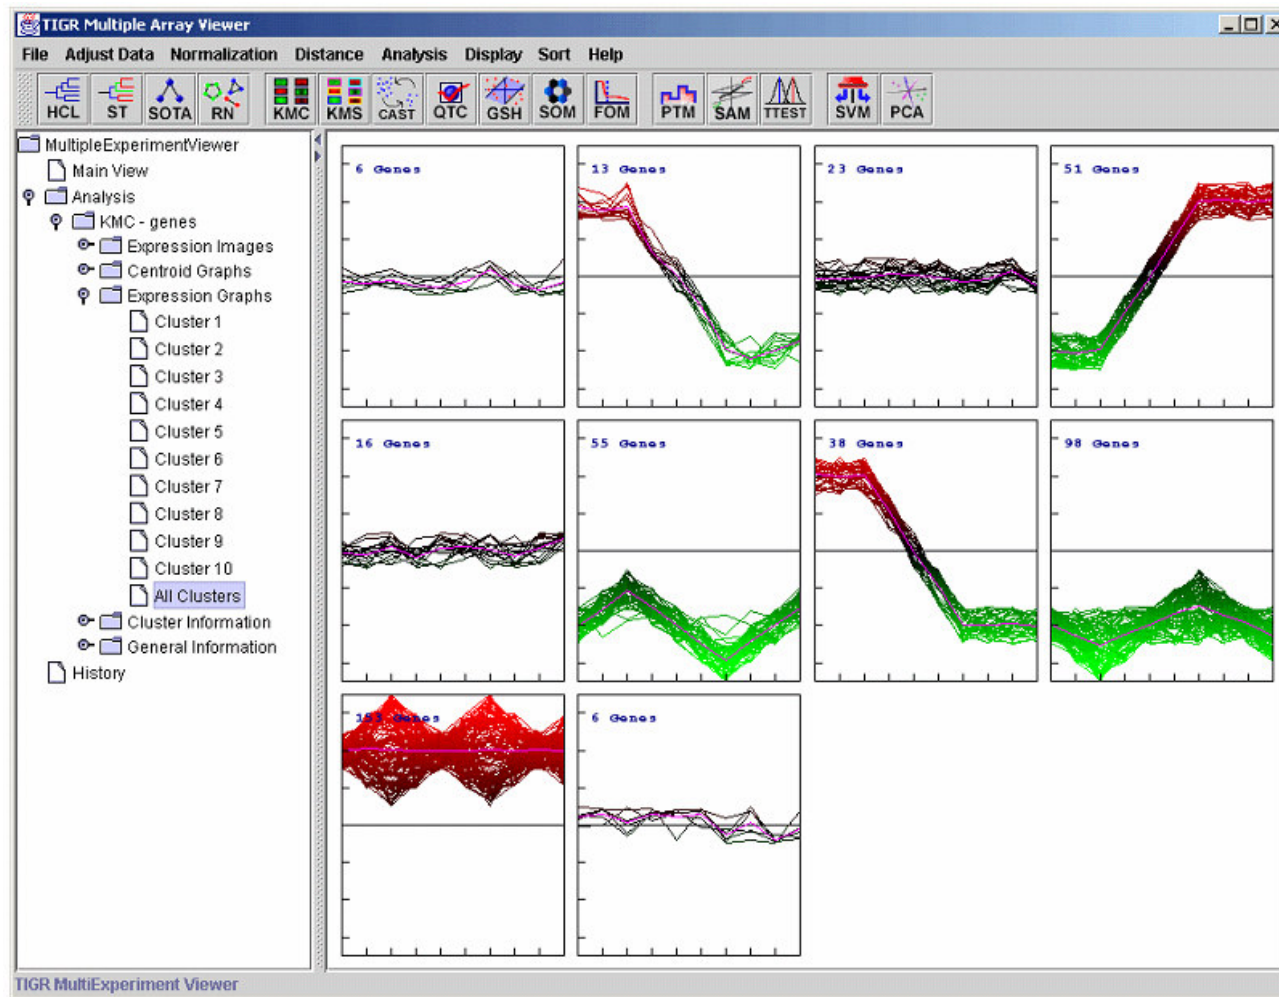 TIGR Multiple Array Viewer
File Adjust Data Normalization Distance Analysis Display Sort Help
HCL ST SOTA RN KMC KMS CAST QTC GSH SOM FOM PTM SAM TTEST SVM PCA
MultipleExperimentViewer
Main View
Analysis
KMC - genes
Expression Images
Centroid Graphs
Expression Graphs
Cluster 1
Cluster 2
Cluster 3
Cluster 4
Cluster 5
Cluster 6
Cluster 7
Cluster 8
Cluster 9
Cluster 10
All Clusters
Cluster Information
General Information
History
6 Genes
13 Genes
23 Genes
51 Genes
16 Genes
55 Genes
38 Genes
98 Genes
Genes
6 Genes
TIGR MultiExperiment Viewer